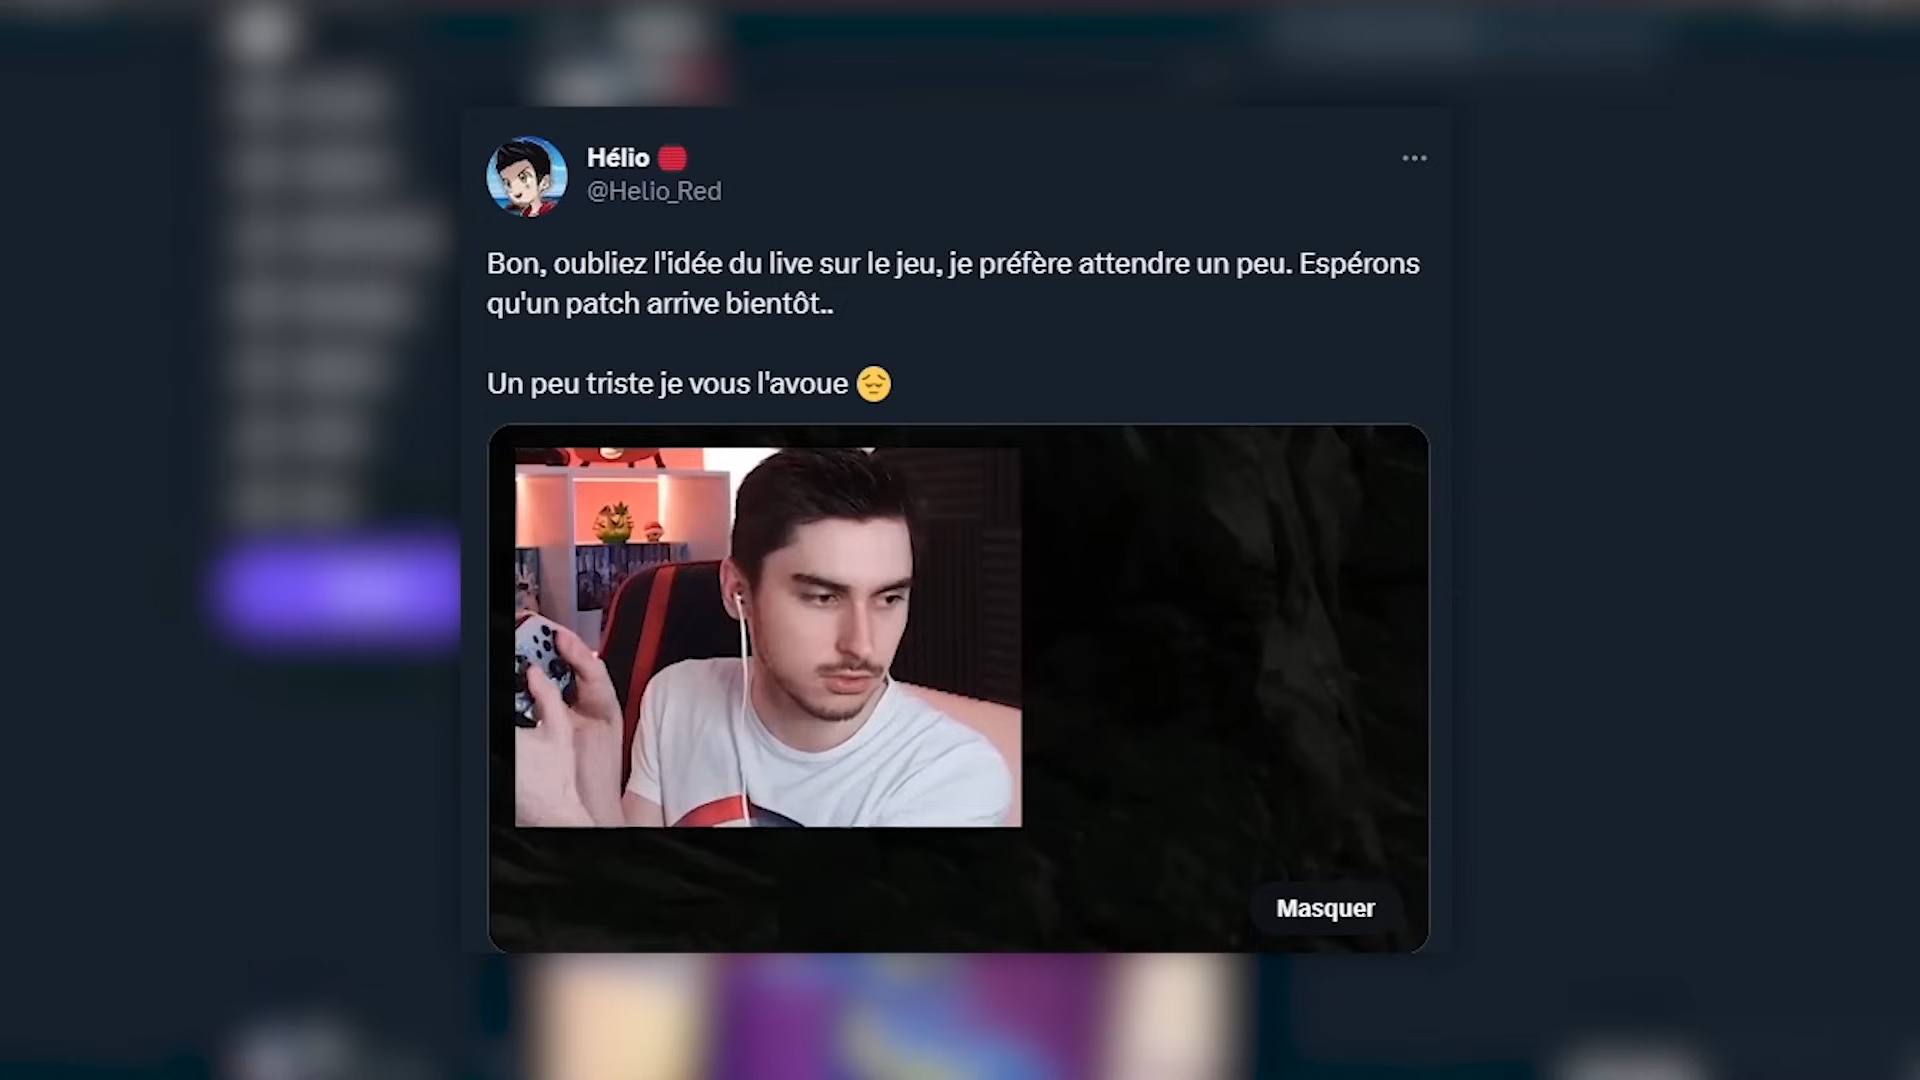 Hélio
@Helio_Red
Bon, oubliez l'idée du live sur le jeu, je préfère attendre un peu. Espérons
qu'un patch arrive bientôt..
Un peu triste je vous l'avoue 😔
Masquer